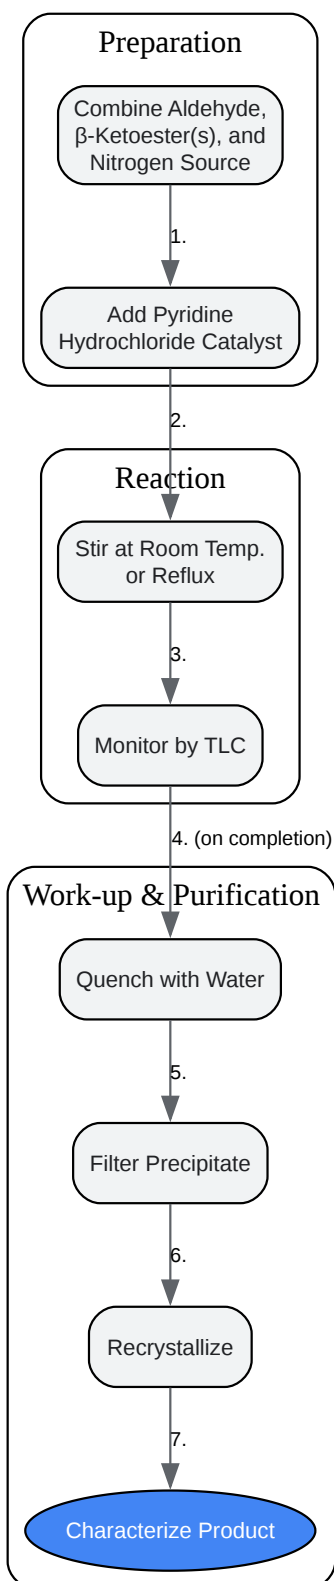 Preparation
Combine Aldehyde,
β-Ketoester(s), and
Nitrogen Source
1.
Add Pyridine
Hydrochloride Catalyst
2.
Reaction
Stir at Room Temp.
or Reflux
3.
Monitor by TLC
4. (on completion)
Work-up & Purification
Quench with Water
5.
Filter Precipitate
6.
Recrystallize
7.
Characterize Product